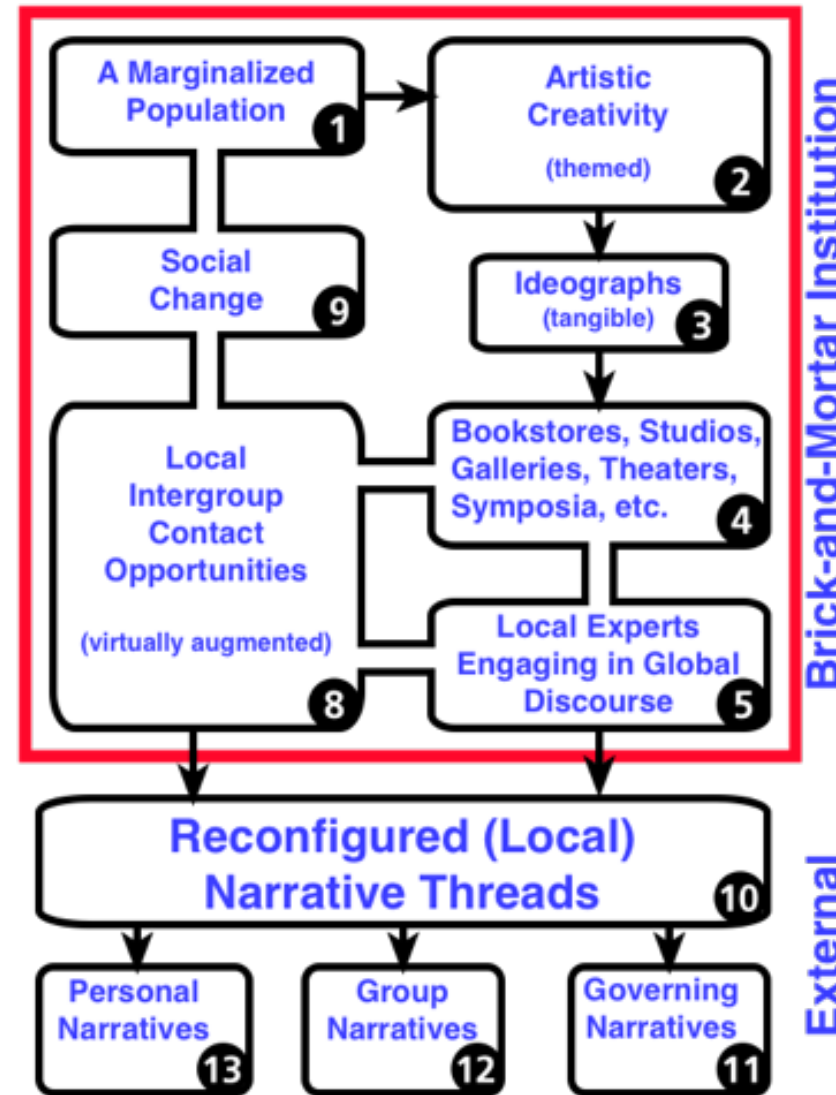 A Marginalized
Population
1
Artistic
Creativity
(themed)
2
Ideographs
(tangible)
3
Bookstores, Studios,
Galleries, Theaters,
Symposia, etc.
4
Local Experts
Engaging in Global
Discourse
5
Local
Intergroup
Contact
Opportunities
(virtually augmented)
8
Social
Change
9
Brick-and-Mortar Institution
Reconfigured (Local)
Narrative Threads
10
Personal
Narratives
13
Group
Narratives
12
Governing
Narratives
11
External